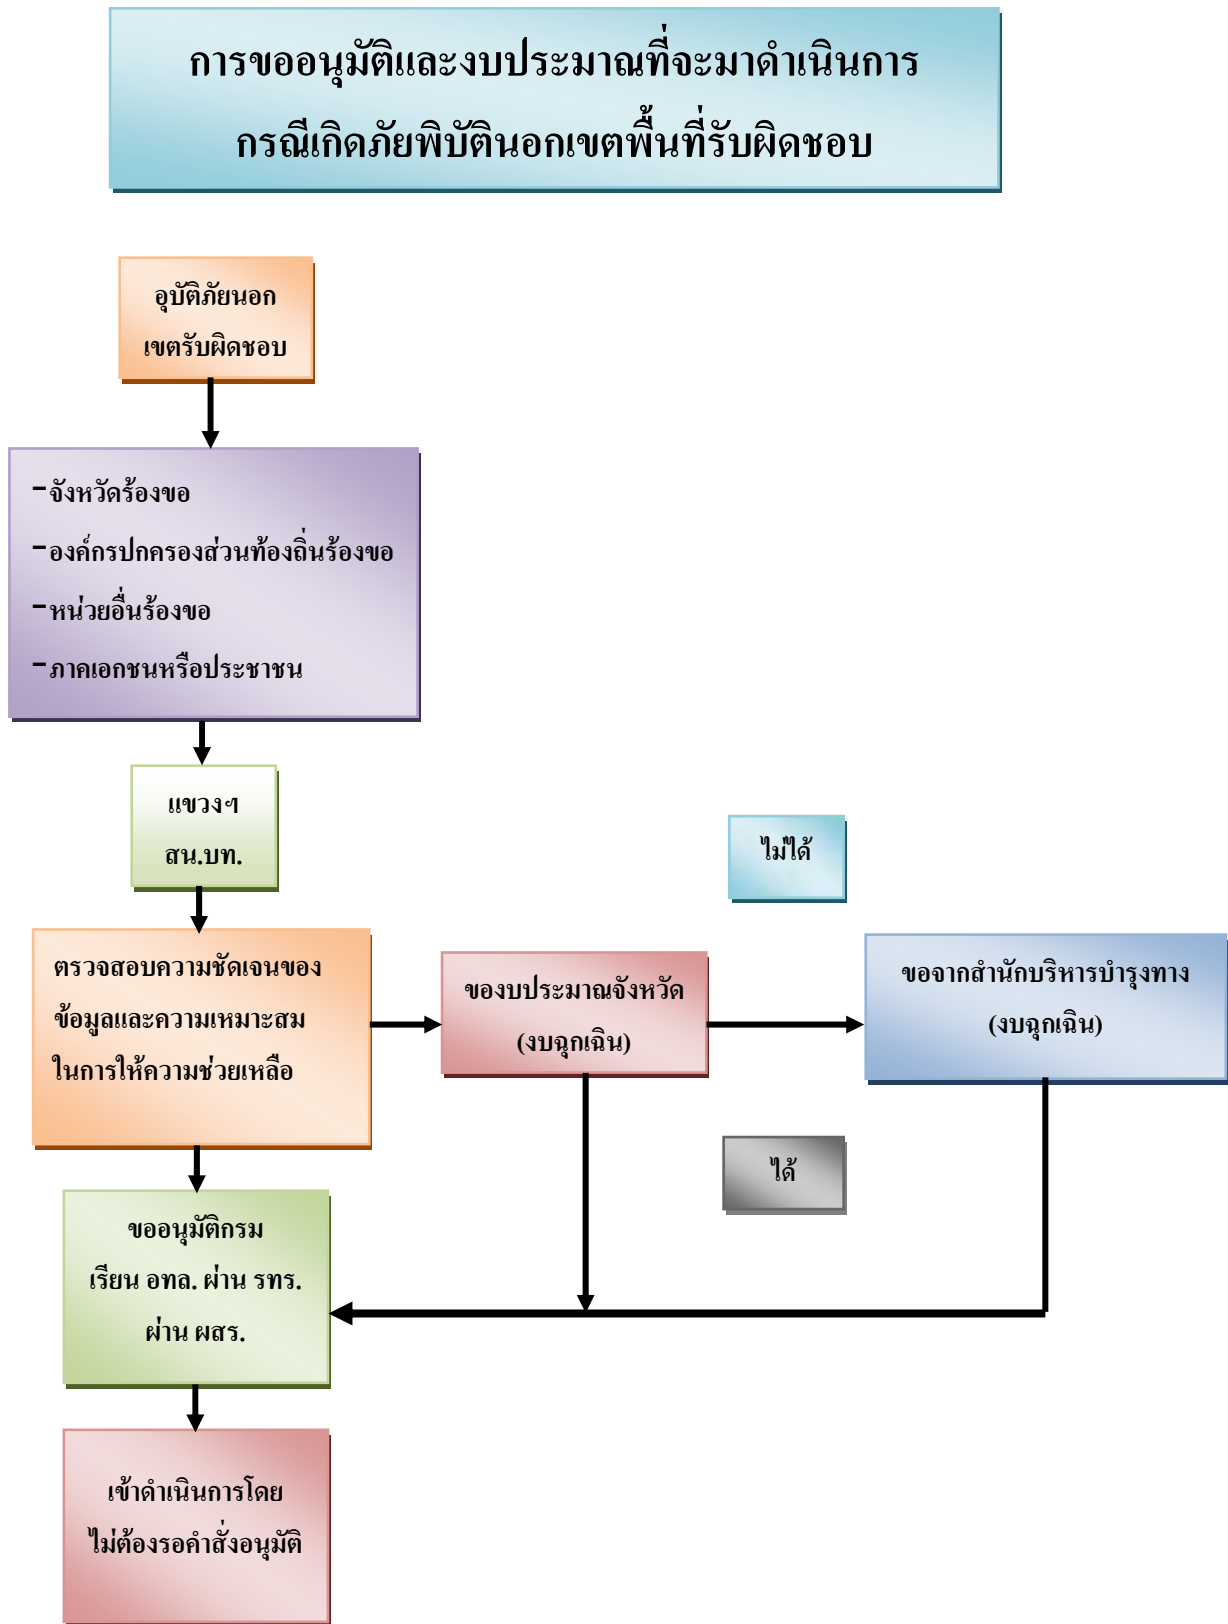 การขออนุมัติและงบประมาณที่จะมาดำเนินการ
กรณีเกิดภัยพิบัตินอกเขตพื้นที่รับผิดชอบ
อุบัติภัยนอก
เขตรับผิดชอบ
-จังหวัดร้องขอ
-องค์กรปกครองส่วนท้องถิ่นร้องขอ
-หน่วยอื่นร้องขอ
-ภาคเอกชนหรือประชาชน
แขวงฯ
สน.บท.
ไม่ได้
ตรวจสอบความชัดเจนของ
ข้อมูลและความเหมาะสม
ในการให้ความช่วยเหลือ
ของบประมาณจังหวัด
(งบฉุกเฉิน)
ขอจากสำนักบริหารบำรุงทาง
(งบฉุกเฉิน)
ได้
ขออนุมัติกรม
เรียน อทล. ผ่าน รทร.
ผ่าน ผสร.
เข้าดำเนินการโดย
ไม่ต้องรอคำสั่งอนุมัติ